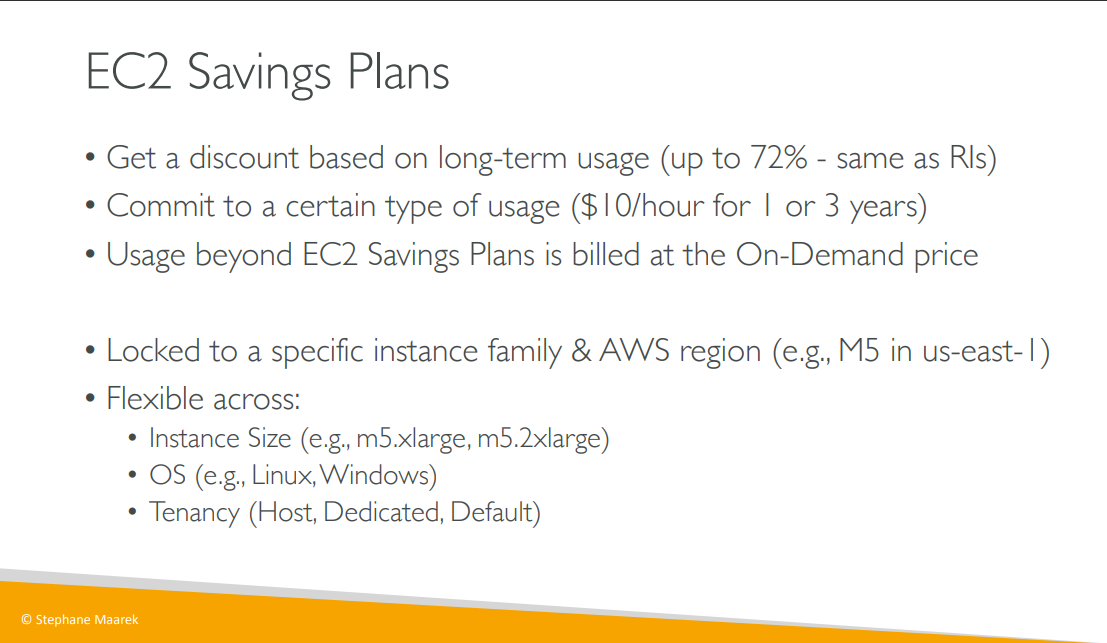 EC2 Savings Plans
• Get a discount based on long-term usage (up to 72% - same as RIs)
• Commit to a certain type of usage ($10/hour for 1 or 3 years)
• Usage beyond EC2 Savings Plans is billed at the On-Demand price
• Locked to a specific instance family & AWS region (e.g., M5 in us-east-1)
• Flexible across:
• Instance Size (e.g., m5.xlarge, m5.2xlarge)
• OS (e.g., Linux, Windows)
• Tenancy (Host, Dedicated, Default)
© Stephane Maarek